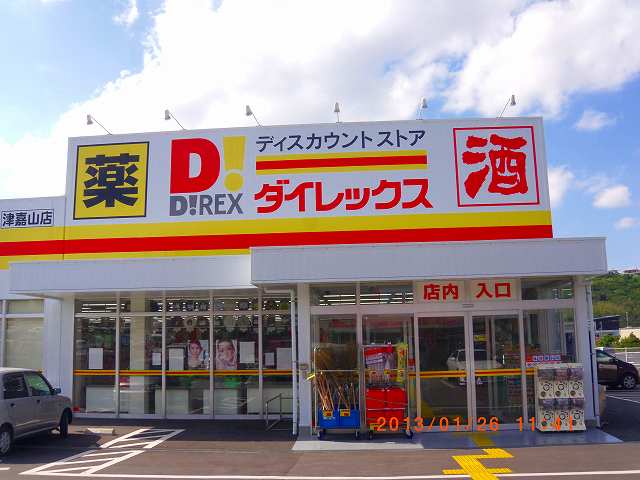 薬
D!
D!REX
ディスカウントストア
ダイレックス
酒
津嘉山店
店内 入口
2013/01/26 11:41